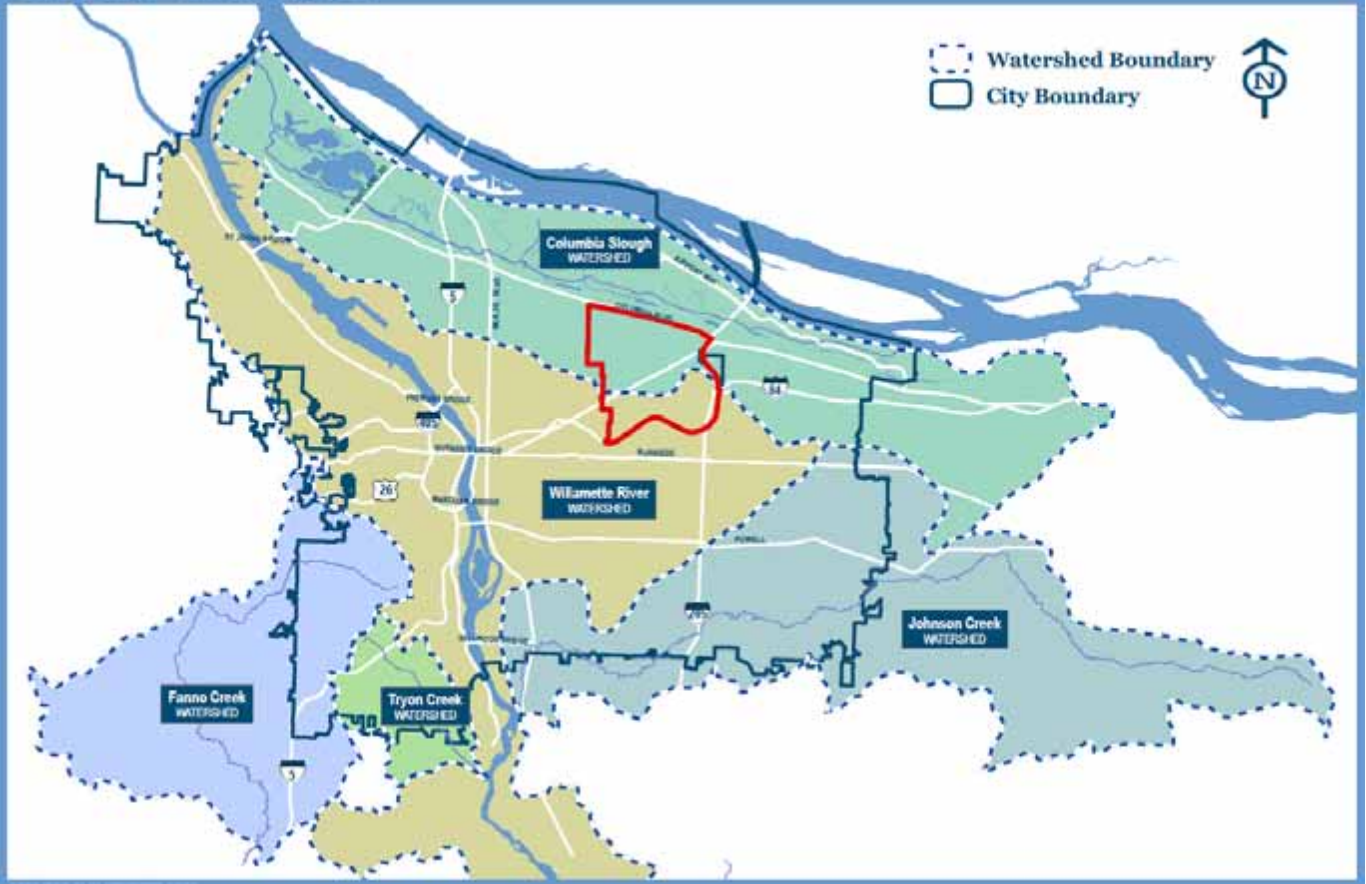 Watershed Boundary
City Boundary
N
Columbia Slough
WATERSHED
5
84
405
BURNSIDE
26
Willamette River
WATERSHED
POWELL
205
Johnson Creek
WATERSHED
Fanno Creek
WATERSHED
Tryon Creek
WATERSHED
5